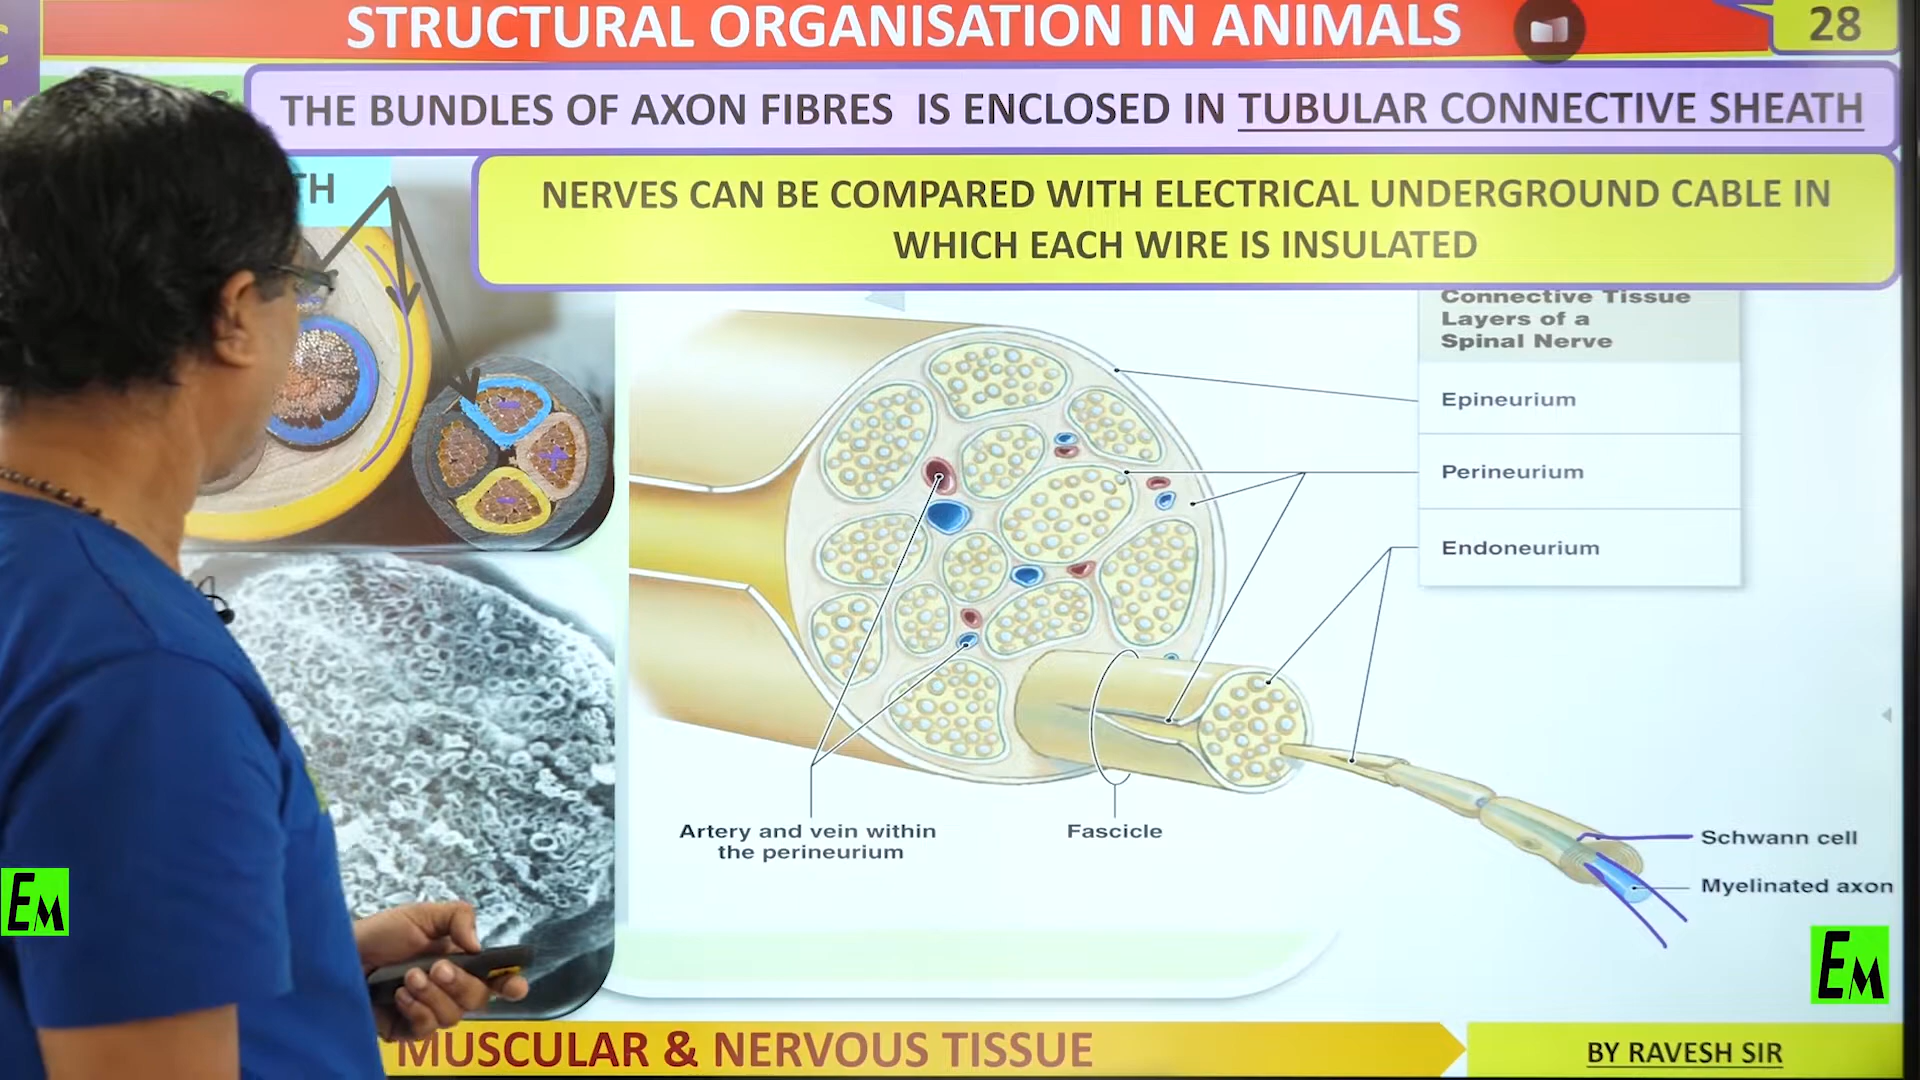 STRUCTURAL ORGANISATION IN ANIMALS
28
THE BUNDLES OF AXON FIBRES IS ENCLOSED IN TUBULAR CONNECTIVE SHEATH
TH
NERVES CAN BE COMPARED WITH ELECTRICAL UNDERGROUND CABLE IN
WHICH EACH WIRE IS INSULATED
Connective Tissue
Layers of a
Spinal Nerve
Epineurium
Perineurium
Endoneurium
Artery and vein within
the perineurium
Fascicle
Schwann cell
Myelinated axon
EM
EM
MUSCULAR & NERVOUS TISSUE
BY RAVESH SIR